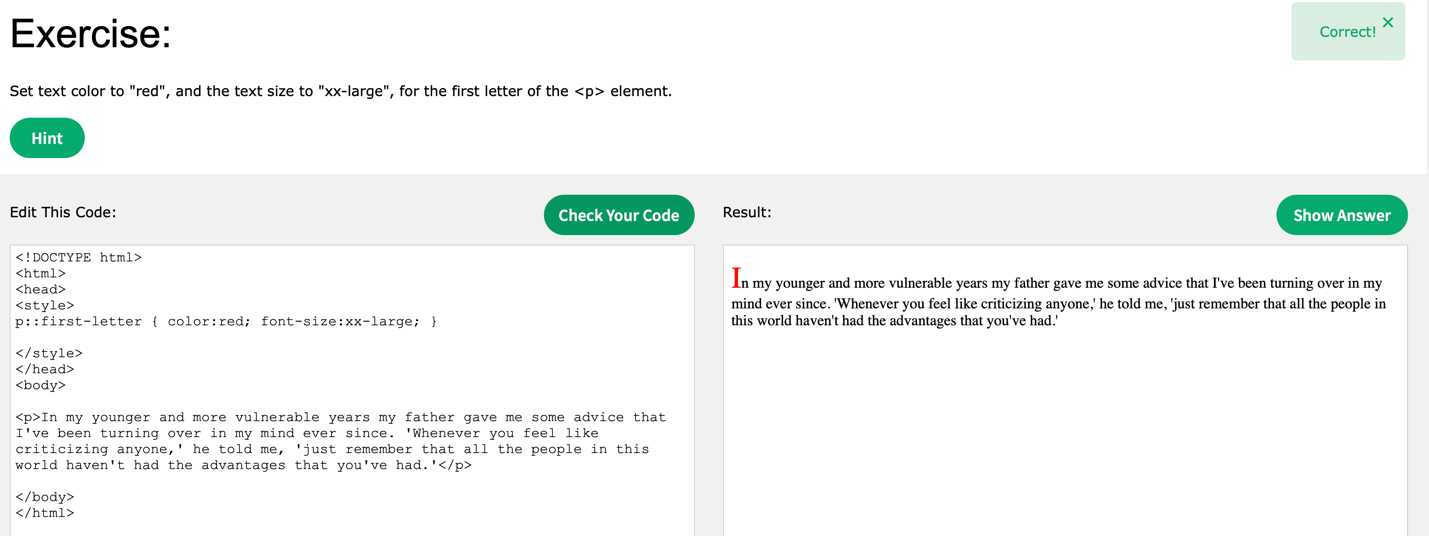 Exercise:
Correct! ×
Set text color to "red", and the text size to "xx-large", for the first letter of the <p> element.
Hint
Edit This Code:
Check Your Code
<!DOCTYPE html>
<html>
<head>
<style>
p::first-letter { color:red; font-size:xx-large; }
</style>
</head>
<body>
<p>In my younger and more vulnerable years my father gave me some advice that
I've been turning over in my mind ever since. 'Whenever you feel like
criticizing anyone,' he told me, 'just remember that all the people in this
world haven't had the advantages that you've had.'</p>
</body>
</html>
Result:
Show Answer
In my younger and more vulnerable years my father gave me some advice that I've been turning over in my
mind ever since. 'Whenever you feel like criticizing anyone,' he told me, 'just remember that all the people in
this world haven't had the advantages that you've had.'